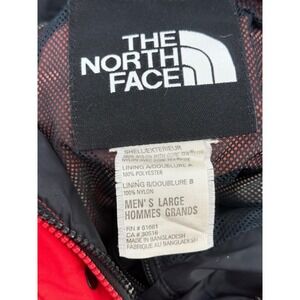 THE
NORTH
FACE
SHELL/EXTERIEUR
LINING A/DOUBLURE A
100% POLYESTER
LINING B/DOUBLURE B
100% NYLON
MEN'S LARGE
HOMMES GRANDS
RN # 61661
CA # 30516
MADE IN BANGLADESH
FABRIQUE AU BANGLADESH